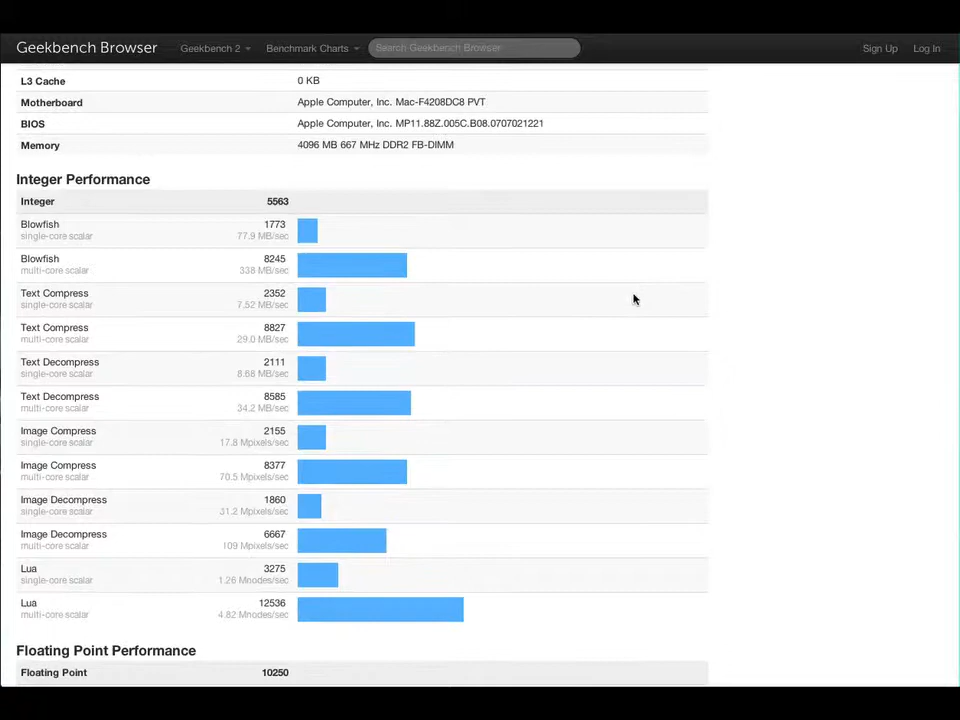 Geekbench Browser Geekbench 2 Benchmark Charts Search Geekbench Browser Sign Up Log In
L3 Cache 0 KB
Motherboard Apple Computer, Inc. Mac-F4208DC8 PVT
BIOS Apple Computer, Inc. MP11.88Z.005C.B08.0707021221
Memory 4096 MB 667 MHz DDR2 FB-DIMM
Integer Performance
Integer 5563
Blowfish 1773
single-core scalar 77.9 MB/sec
Blowfish 8245
multi-core scalar 338 MB/sec
Text Compress 2352
single-core scalar 7.52 MB/sec
Text Compress 8827
multi-core scalar 29.0 MB/sec
Text Decompress 2111
single-core scalar 8.68 MB/sec
Text Decompress 8585
multi-core scalar 34.2 MB/sec
Image Compress 2155
single-core scalar 17.8 Mpixels/sec
Image Compress 8377
multi-core scalar 70.5 Mpixels/sec
Image Decompress 1860
single-core scalar 31.2 Mpixels/sec
Image Decompress 6667
multi-core scalar 109 Mpixels/sec
Lua 3275
single-core scalar 1.26 Mnodes/sec
Lua 12536
multi-core scalar 4.82 Mnodes/sec
Floating Point Performance
Floating Point 10250